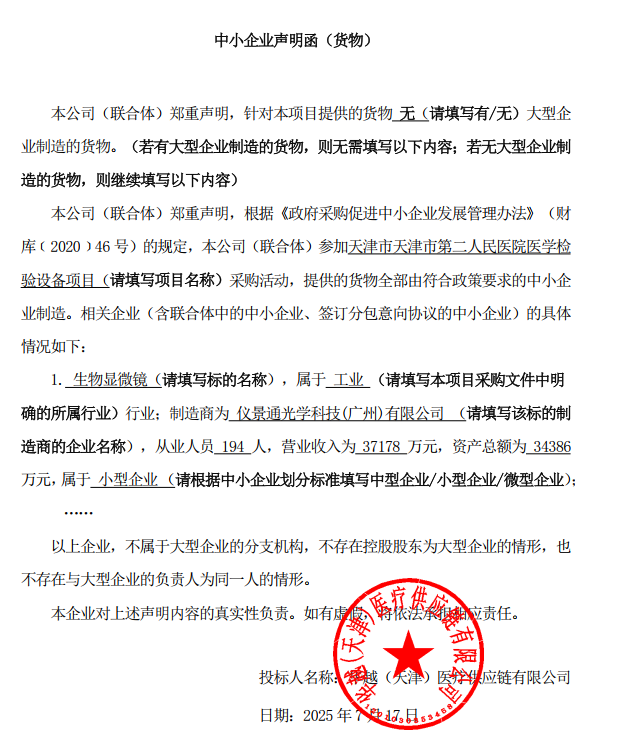 中小企业声明函（货物）
本公司（联合体）郑重声明，针对本项目提供的货物 无（请填写有/无）大型企
业制造的货物。（若有大型企业制造的货物，则无需填写以下内容；若无大型企业制
造的货物，则继续填写以下内容）
本公司（联合体）郑重声明，根据《政府采购促进中小企业发展管理办法》（财
库﹝2020﹞46 号）的规定，本公司（联合体）参加天津市天津市第二人民医院医学检
验设备项目（请填写项目名称）采购活动，提供的货物全部由符合政策要求的中小企
业制造。相关企业（含联合体中的中小企业、签订分包意向协议的中小企业）的具体
情况如下：
1. 生物显微镜（请填写标的名称），属于 工业 （请填写本项目采购文件中明
确的所属行业）行业；制造商为 仪景通光学科技(广州)有限公司 （请填写该标的制
造商的企业名称），从业人员 194 人，营业收入为 37178 万元，资产总额为 34386
万元，属于 小型企业 （请根据中小企业划分标准填写中型企业/小型企业/微型企业）；
……
以上企业，不属于大型企业的分支机构，不存在控股股东为大型企业的情形，也
不存在与大型企业的负责人为同一人的情形。
本企业对上述声明内容的真实性负责。如有虚假，将依法承担相应责任。
投标人名称： 越（天津）医疗供应链有限公司
日期：2025 年 7 月 17 日
越(天津)医疗供应链有限公司